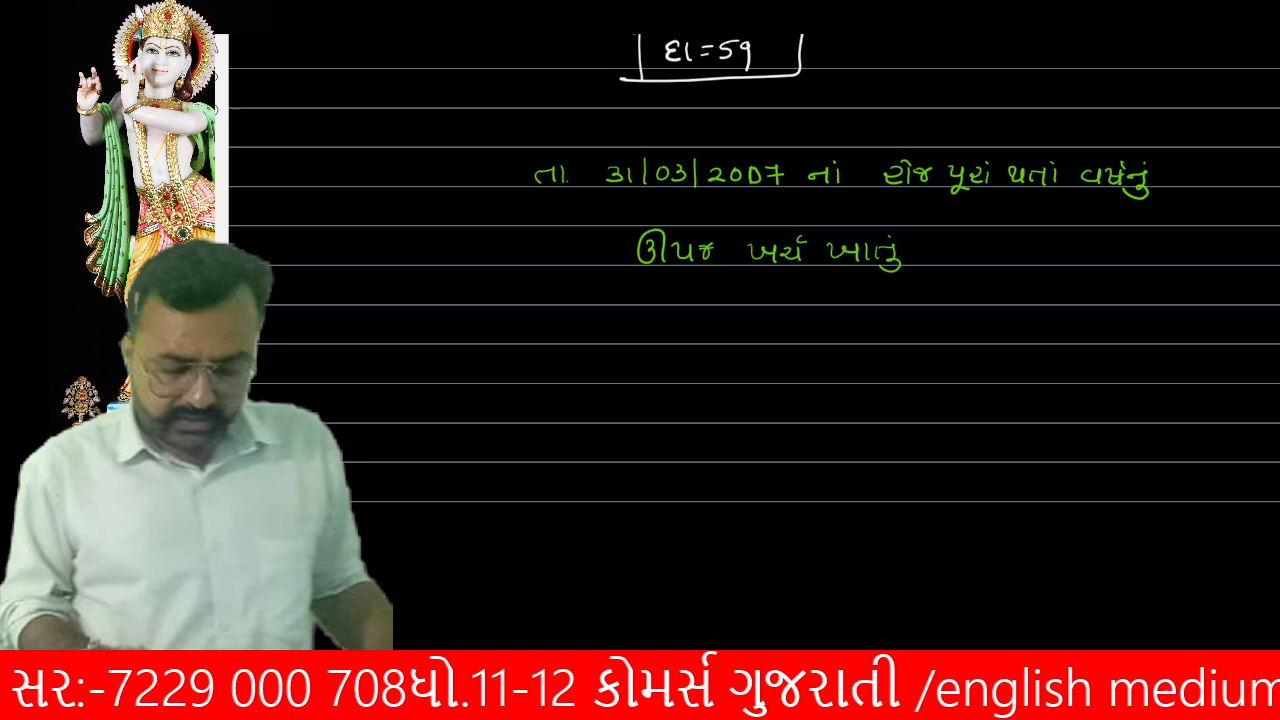 દા=59
તા. 31/03/2007 નાં રોજ પૂરાં થતાં વર્ષનું
ઊપજ ખર્ચ ખાતું
સર:-7229 000 708ધો.11-12 કોમર્સ ગુજરાતી /english medium